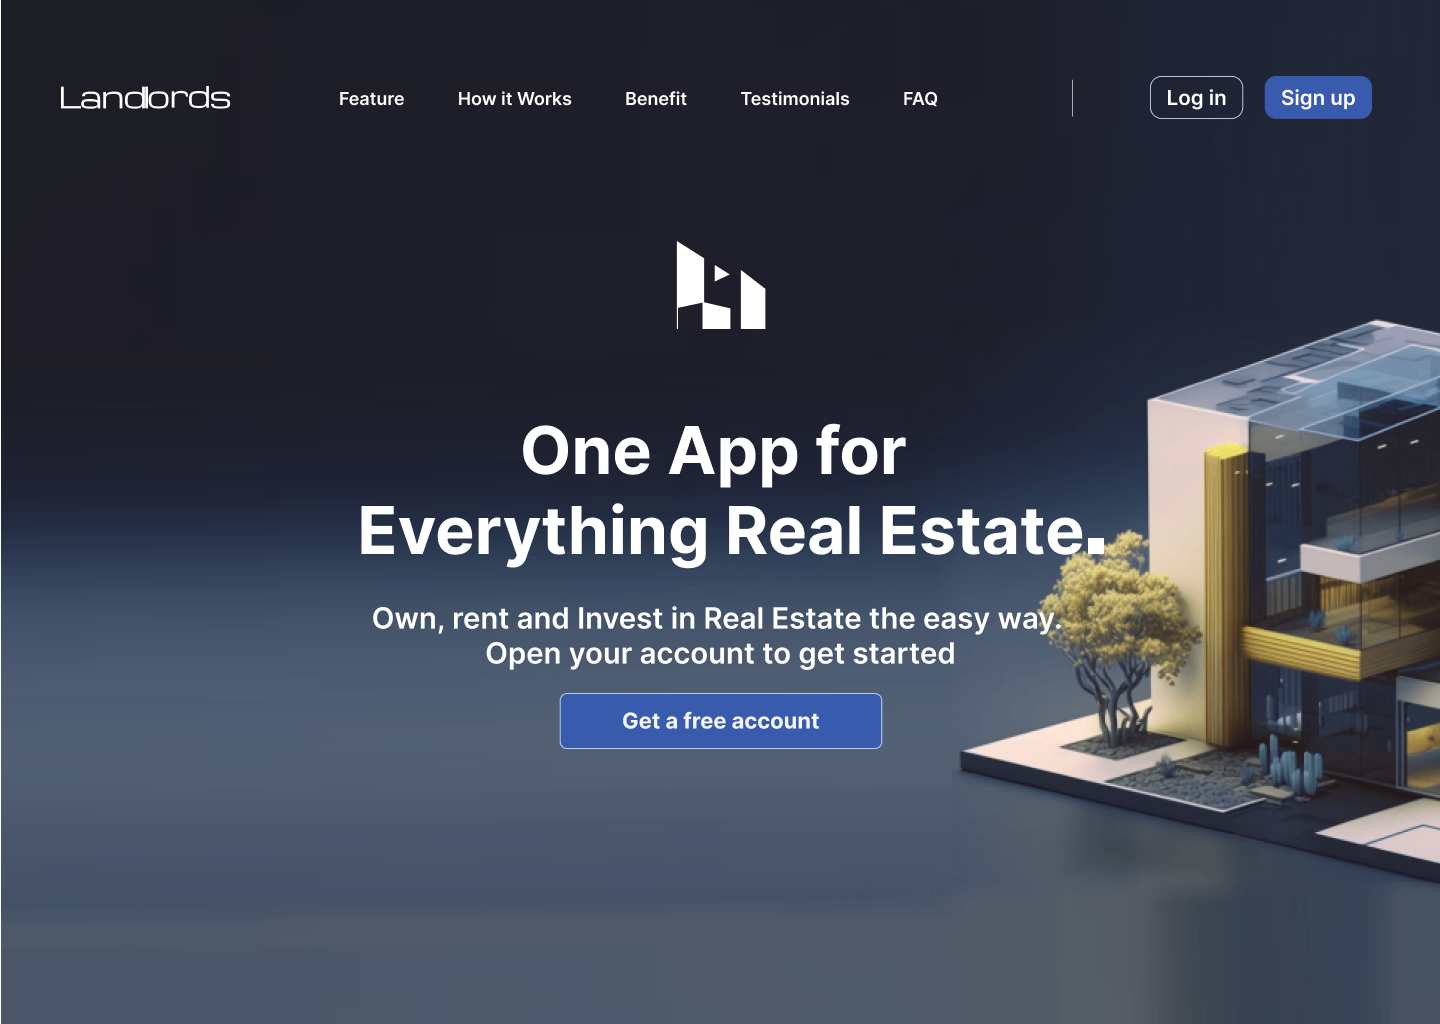 Landlords
Feature
How it Works
Benefit
Testimonials
FAQ
Log in
Sign up
One App for
Everything Real Estate.
Own, rent and Invest in Real Estate the easy way.
Open your account to get started
Get a free account